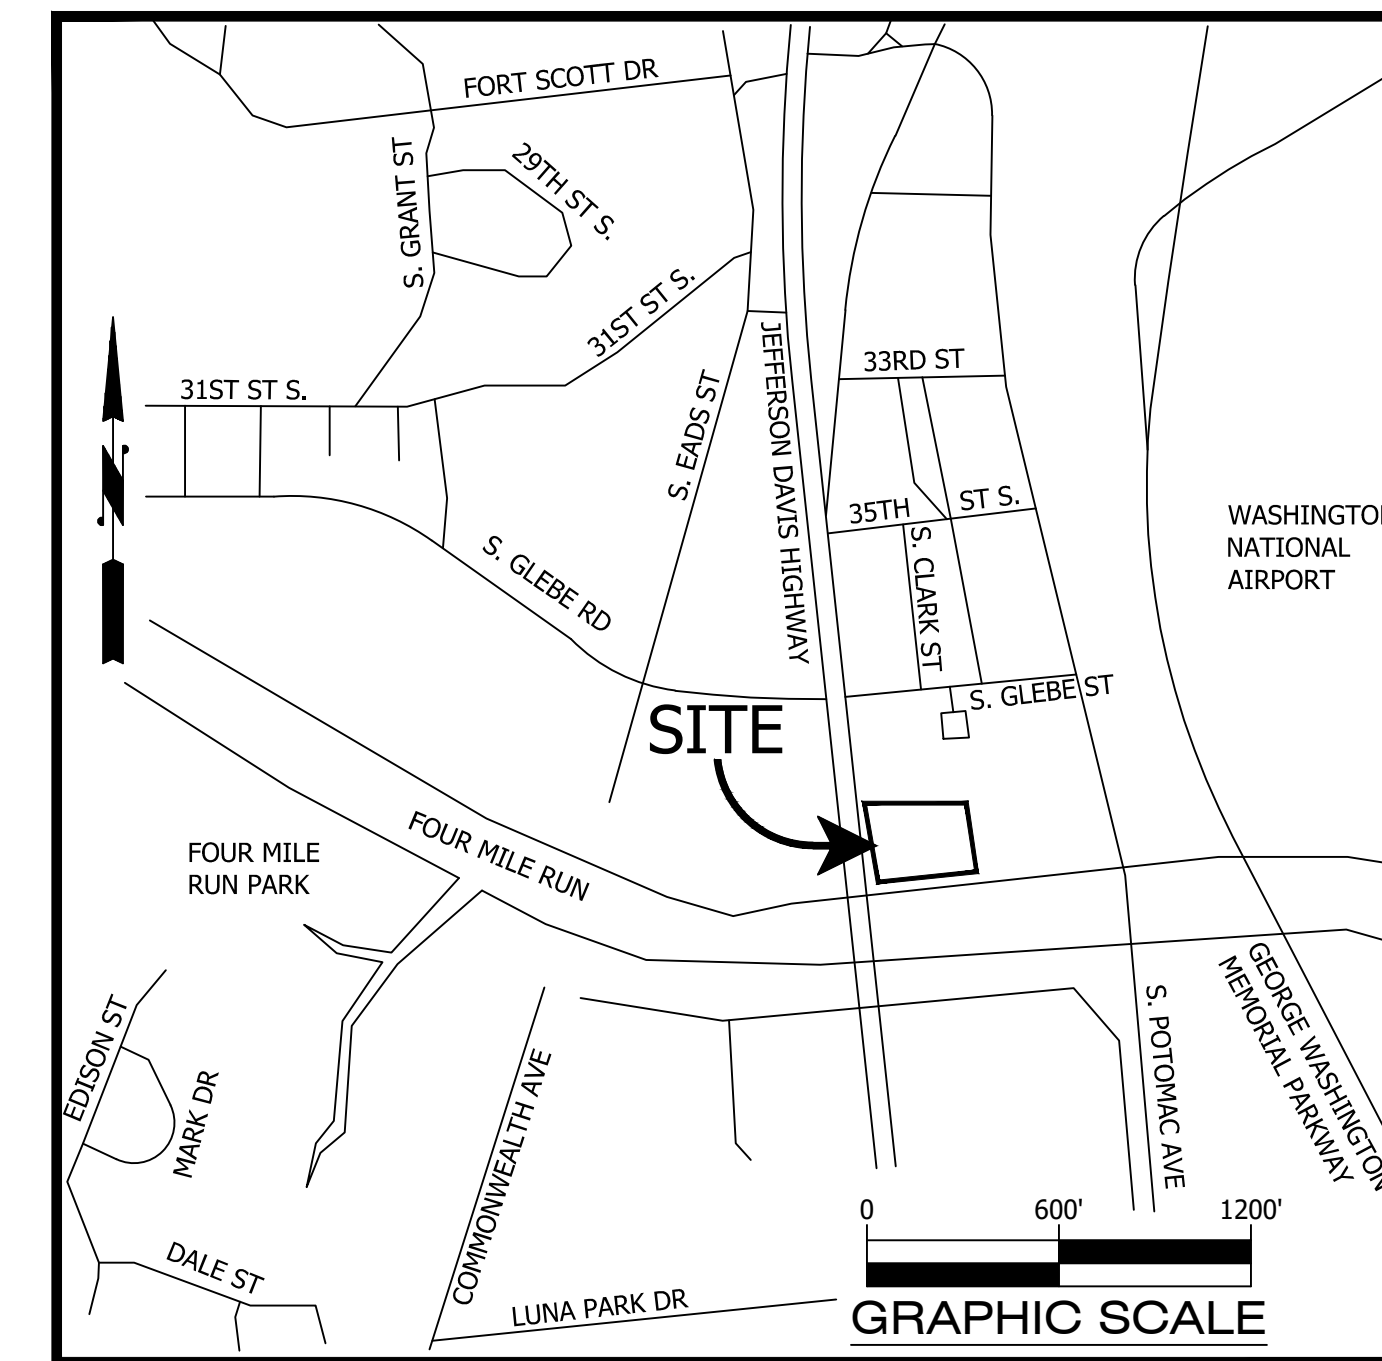 FORT SCOTT DR
S. GRANT ST
29TH ST S.
31ST ST S.
31ST ST S.
S. EADS ST
JEFFERSON DAVIS HIGHWAY
33RD ST
35TH ST S.
S. CLARK ST
WASHINGTON
NATIONAL
AIRPORT
S. GLEBE RD
S. GLEBE ST
SITE
FOUR MILE RUN
FOUR MILE
RUN PARK
EDISON ST
MARK DR
COMMONWEALTH AVE
S. POTOMAC AVE
GEORGE WASHINGTON
MEMORIAL PARKWAY
DALE ST
LUNA PARK DR
0 600' 1200'
GRAPHIC SCALE